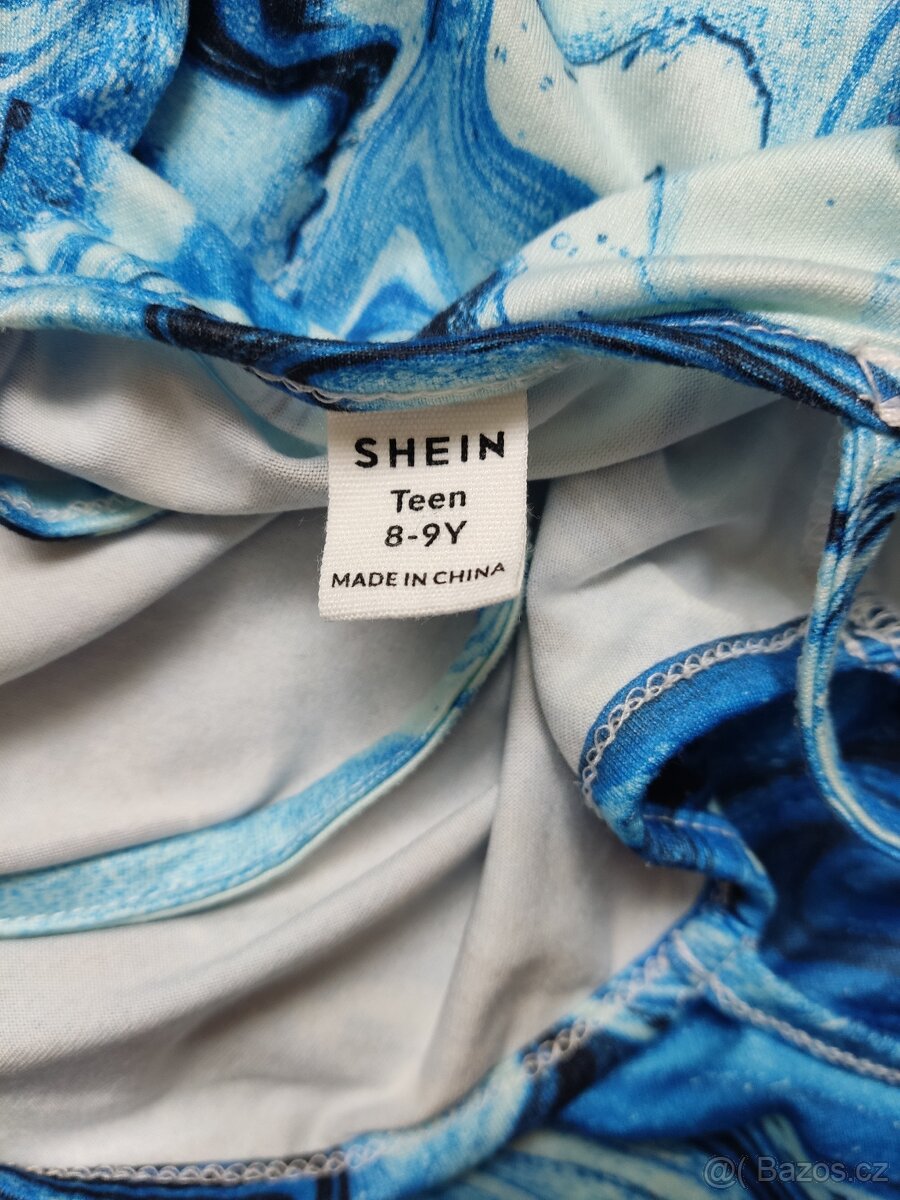 SHEIN
Teen
8-9Y
MADE IN CHINA
@( Bazos.cz